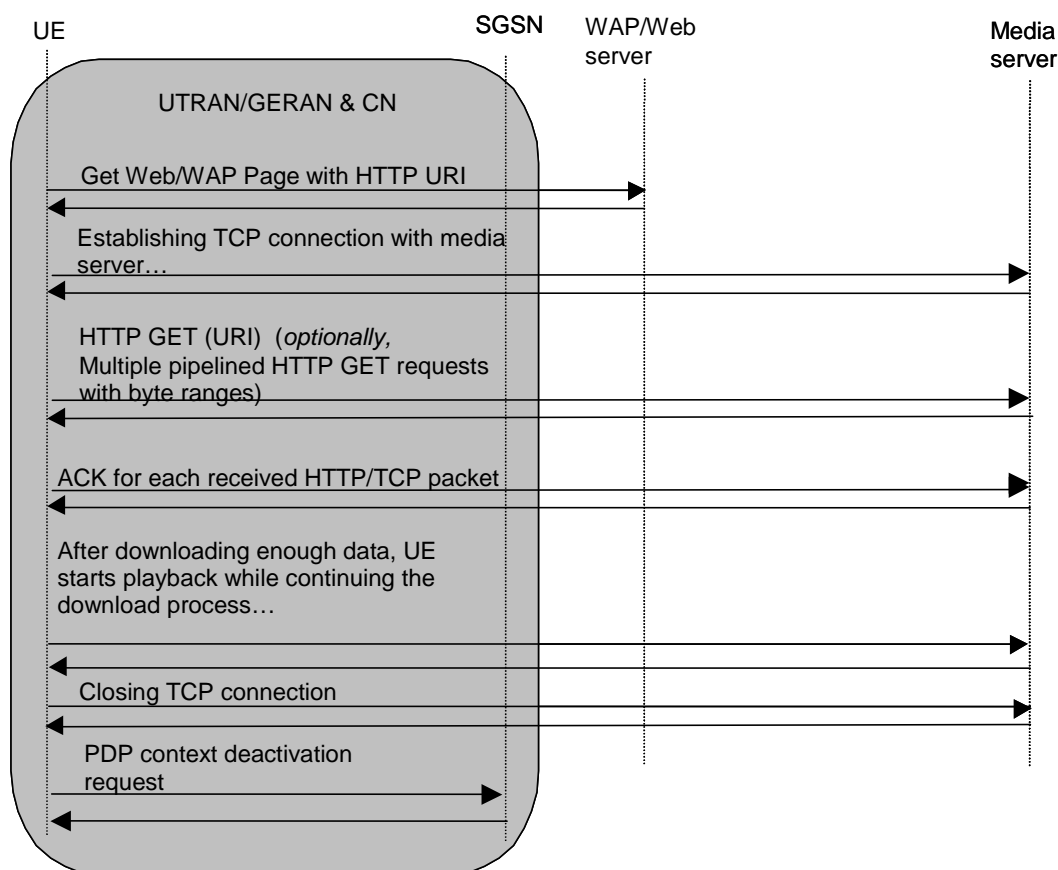 UE
SGSN
WAP/Web
server
Media
server
UTRAN/GERAN & CN
Get Web/WAP Page with HTTP URI
Establishing TCP connection with media
server…
HTTP GET (URI)  (optionally,
Multiple pipelined HTTP GET requests
with byte ranges)
ACK for each received HTTP/TCP packet
After downloading enough data, UE
starts playback while continuing the
download process…
Closing TCP connection
PDP context deactivation
request